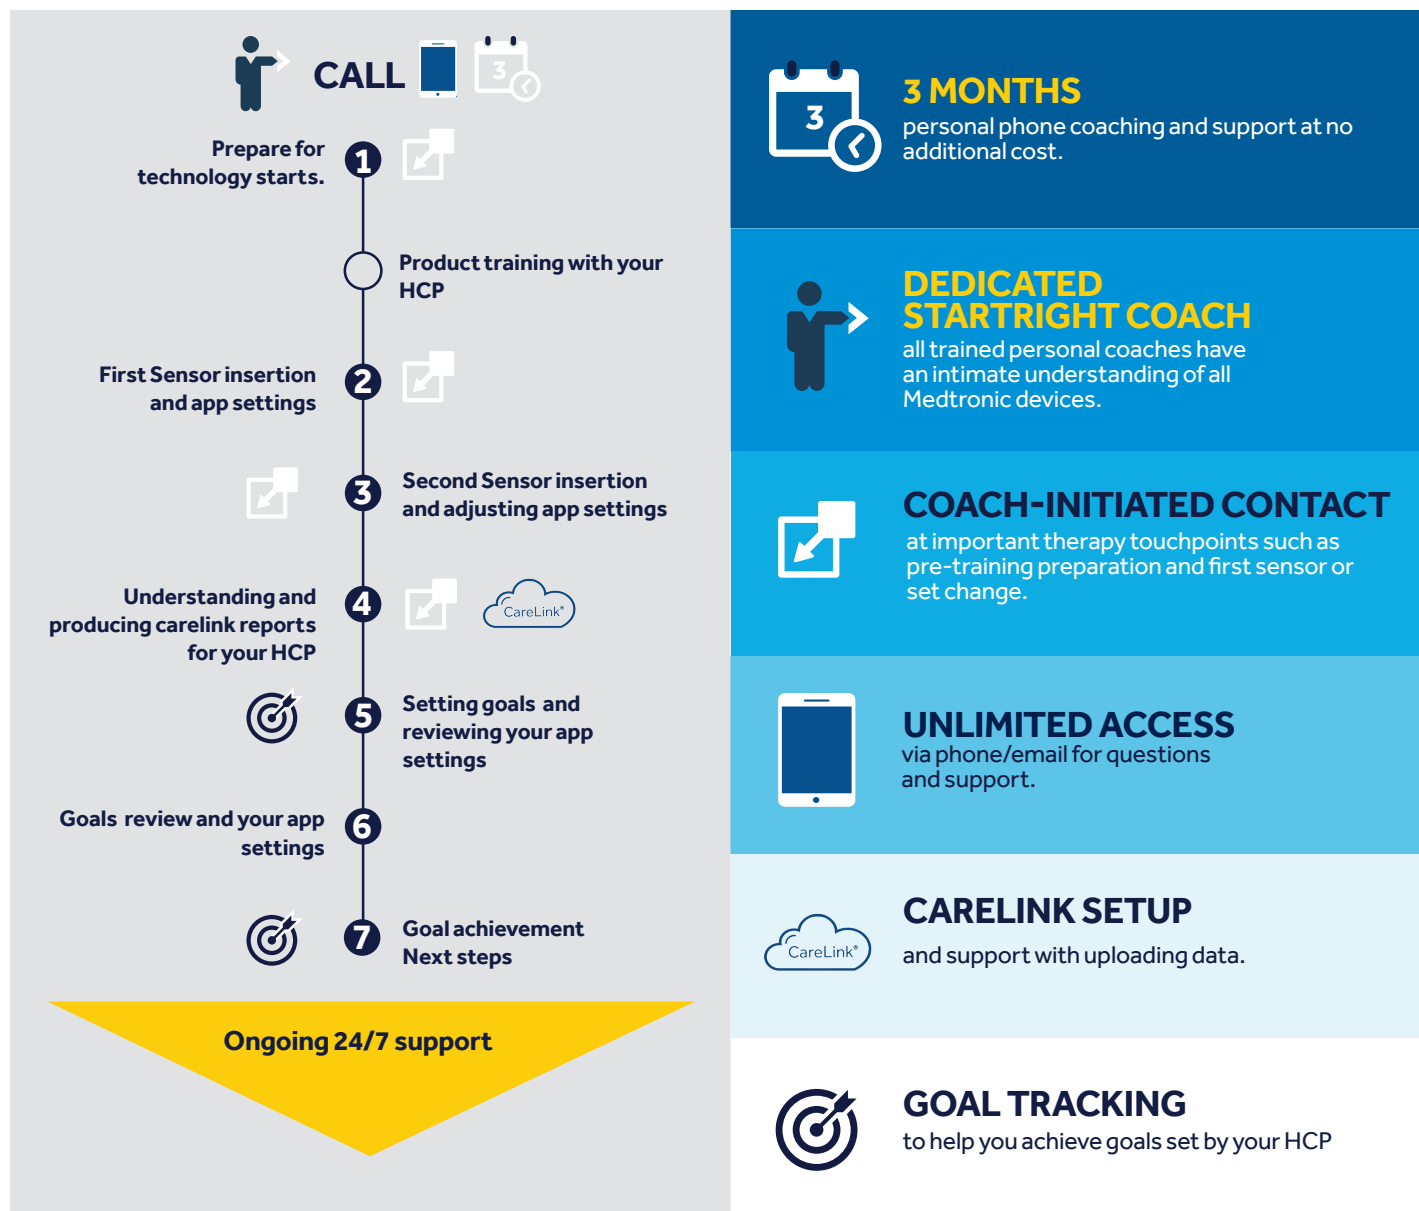 CALL
3
Prepare for
technology starts.
1
Product training with your
HCP
First Sensor insertion
and app settings
2
3
Second Sensor insertion
and adjusting app settings
Understanding and
producing carelink reports
for your HCP
4
CareLink®
5
Setting goals and
reviewing your app
settings
Goals review and your app
settings
6
7
Goal achievement
Next steps
Ongoing 24/7 support
3
3 MONTHS
personal phone coaching and support at no
additional cost.
DEDICATED
STARTRIGHT COACH
all trained personal coaches have
an intimate understanding of all
Medtronic devices.
COACH-INITIATED CONTACT
at important therapy touchpoints such as
pre-training preparation and first sensor or
set change.
UNLIMITED ACCESS
via phone/email for questions
and support.
CareLink®
CARELINK SETUP
and support with uploading data.
GOAL TRACKING
to help you achieve goals set by your HCP